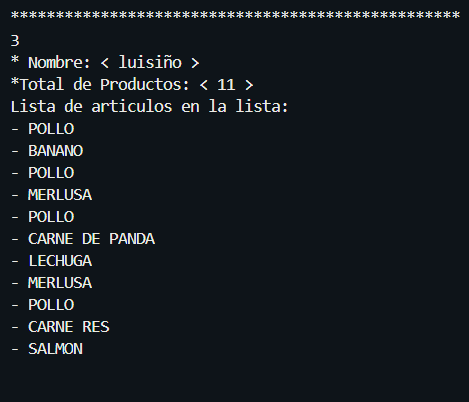 **************************************************
3
* Nombre: < luisiño >
*Total de Productos: < 11 >
Lista de articulos en la lista:
- POLLO
- BANANO
- POLLO
- MERLUSA
- POLLO
- CARNE DE PANDA
- LECHUGA
- MERLUSA
- POLLO
- CARNE RES
- SALMON